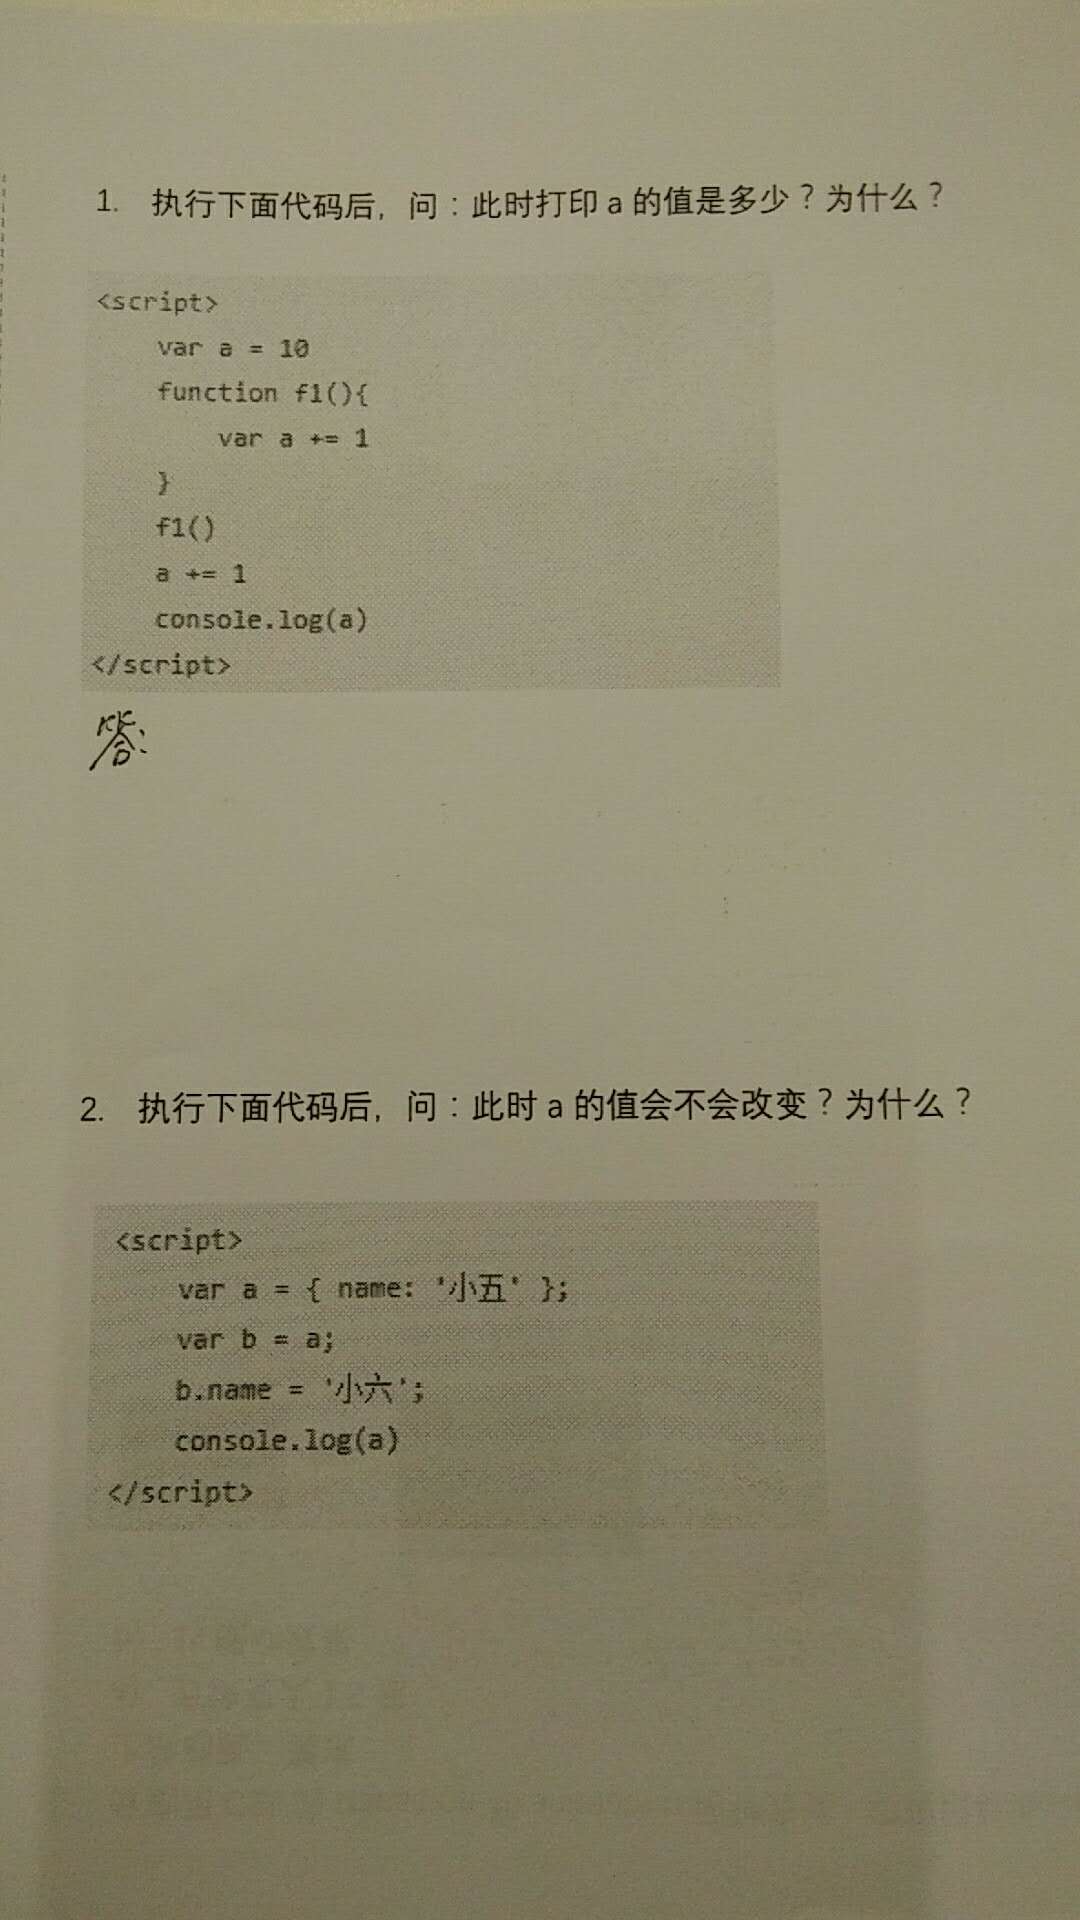 1. 执行下面代码后，问：此时打印 a 的值是多少？为什么？
<script>
var a = 10
function f1(){
var a += 1
}
f1()
a += 1
console.log(a)
</script>
答:
2. 执行下面代码后，问：此时 a 的值会不会改变？为什么？
<script>
var a = { name: '小五' };
var b = a;
b.name = '小六';
console.log(a)
</script>